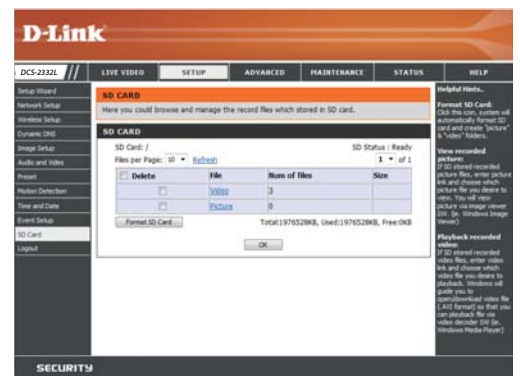 D-Link
DCS-2332L
LIVE VIDEO
SETUP
ADVANCED
MAINTENANCE
STATUS
HELP
Setup Wizard
Network Setup
Wireless Setup
Dynamic DNS
Image Setup
Audio and Video
Preset
Motion Detection
Time and Date
Event Setup
SD Card
Logout
SD CARD
Here you could browse and manage the record files which stored in SD card.
SD CARD
SD Card: /
SD Status : Ready
Files per Page: 10 Refresh
1 of 1
Delete File Num of files Size
Video 3
Picture 0
Format SD Card
Total:1976528KB, Used:1976528KB, Free:0KB
OK
Helpful Hints..
Format SD Card:
Click this icon, system will
automatically format SD
card and create "picture"
& "video" folders.
View recorded
picture:
If SD stored recorded
picture files, enter picture
link and choose which
picture file you desire to
view. You will view
picture via image viewer
SW. (ie. Windows Image
Viewer)
Playback recorded
video:
If SD stored recorded
video files, enter video
link and choose which
video file you desire to
playback. Windows will
guide you to
open/download video file
(.AVI format) so that you
can playback file via
video decoder SW (ie.
Windows Media Player)
SECURITY